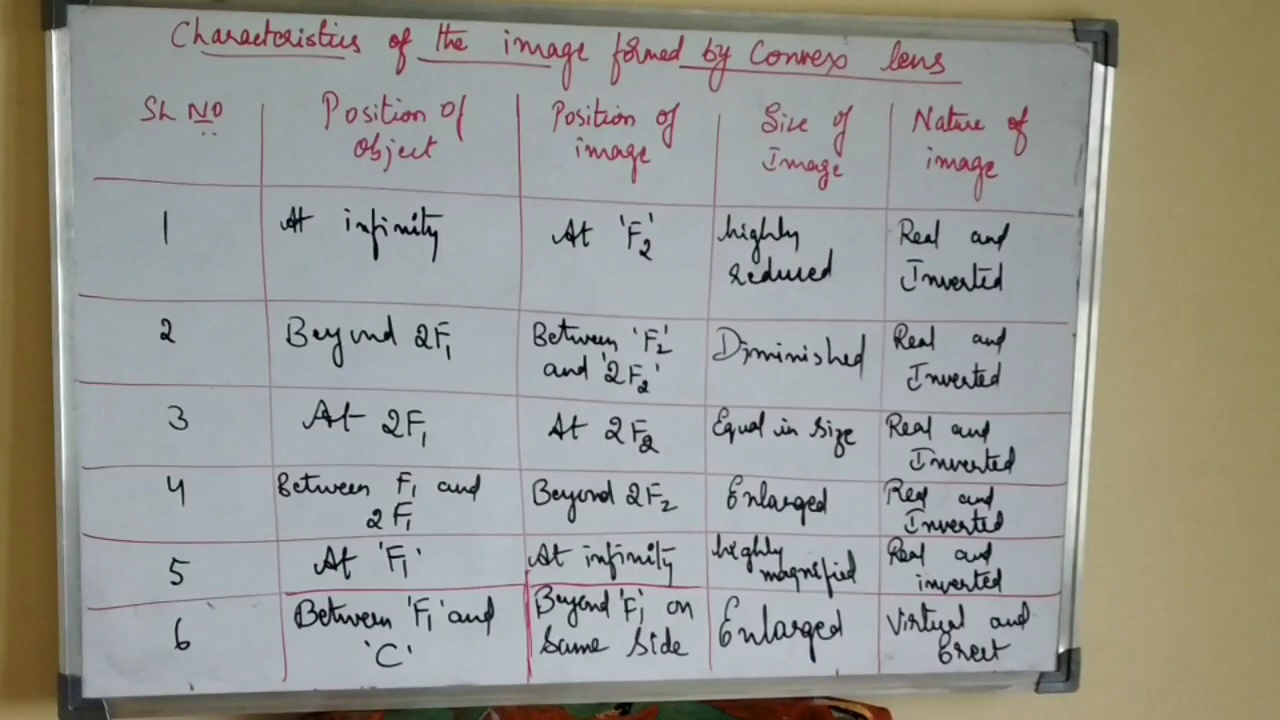 Characteristics of the image formed by Convex lens
SL NO
Position Of object
Position of image
Size of Image
Nature of image
1
At infinity
At 'F₂'
highly reduced
Real and Inverted
2
Beyond 2F₁
Between 'F₂' and '2F₂'
Diminished
Real and Inverted
3
At 2F₁
At 2F₂
Equal in size
Real and Inverted
4
Between F₁ and 2F₁
Beyond 2F₂
Enlarged
Real and Inverted
5
At 'F₁'
At infinity
highly magnified
Real and inverted
6
Between 'F₁' and 'C'
Beyond 'F₁' on Same Side
Enlarged
Virtual and Erect